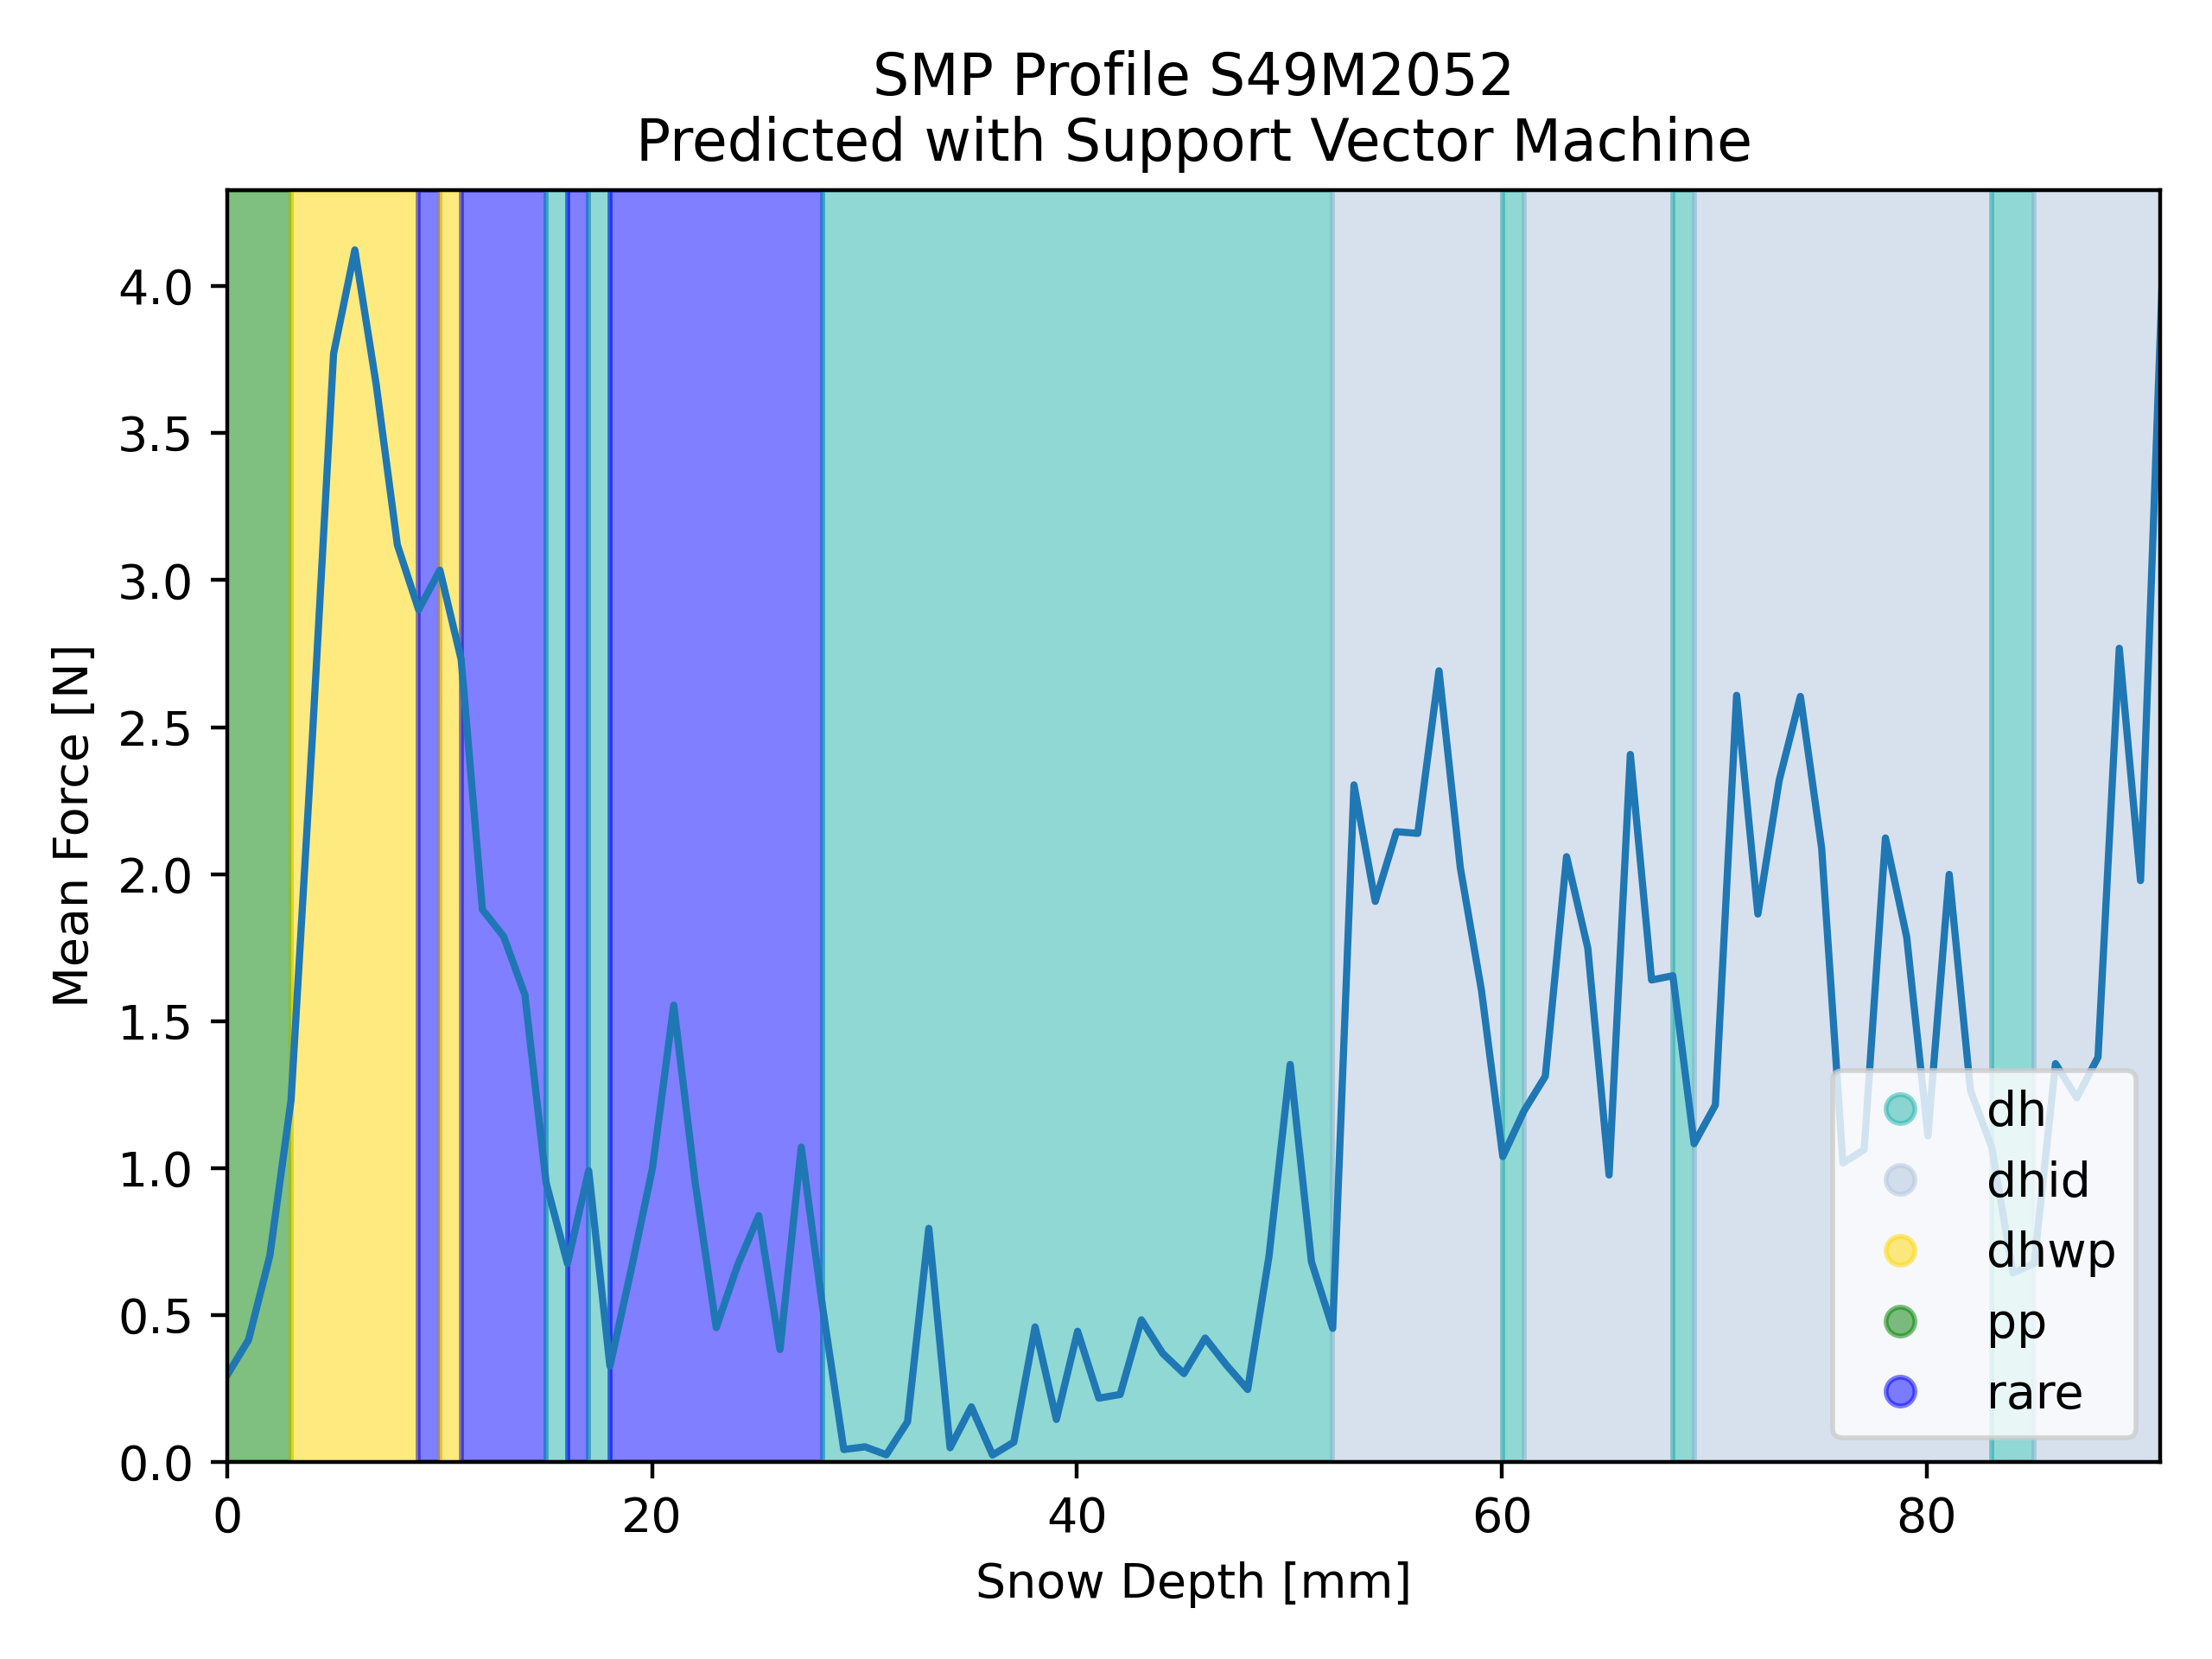 SMP Profile S49M2052
Predicted with Support Vector Machine
Mean Force [N]
4.0
3.5
3.0
2.5
2.0
1.5
1.0
0.5
0.0
dh
dhid
dhwp
pp
rare
0 20 40 60 80
Snow Depth [mm]